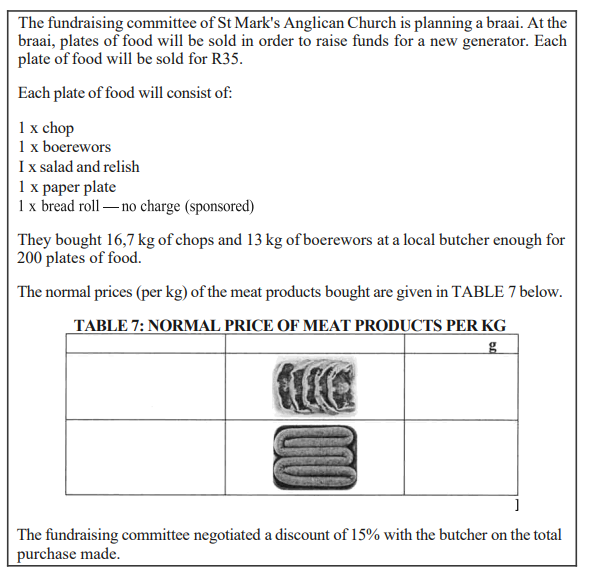 The fundraising committee of St Mark's Anglican Church is planning a braai. At the
braai, plates of food will be sold in order to raise funds for a new generator. Each
plate of food will be sold for R35.
Each plate of food will consist of:
1 x chop
1 x boerewors
I x salad and relish
1 x paper plate
1 x bread roll — no charge (sponsored)
They bought 16,7 kg of chops and 13 kg of boerewors at a local butcher enough for
200 plates of food.
The normal prices (per kg) of the meat products bought are given in TABLE 7 below.
TABLE 7: NORMAL PRICE OF MEAT PRODUCTS PER KG
g
]
The fundraising committee negotiated a discount of 15% with the butcher on the total
purchase made.